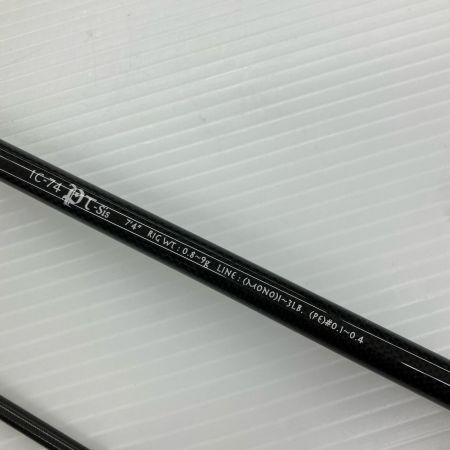 IC-74 PT-Sis 7'4" RIG WT : 0.8~9g LINE : (MONO)1~3LB. (PE)#0.1~0.4